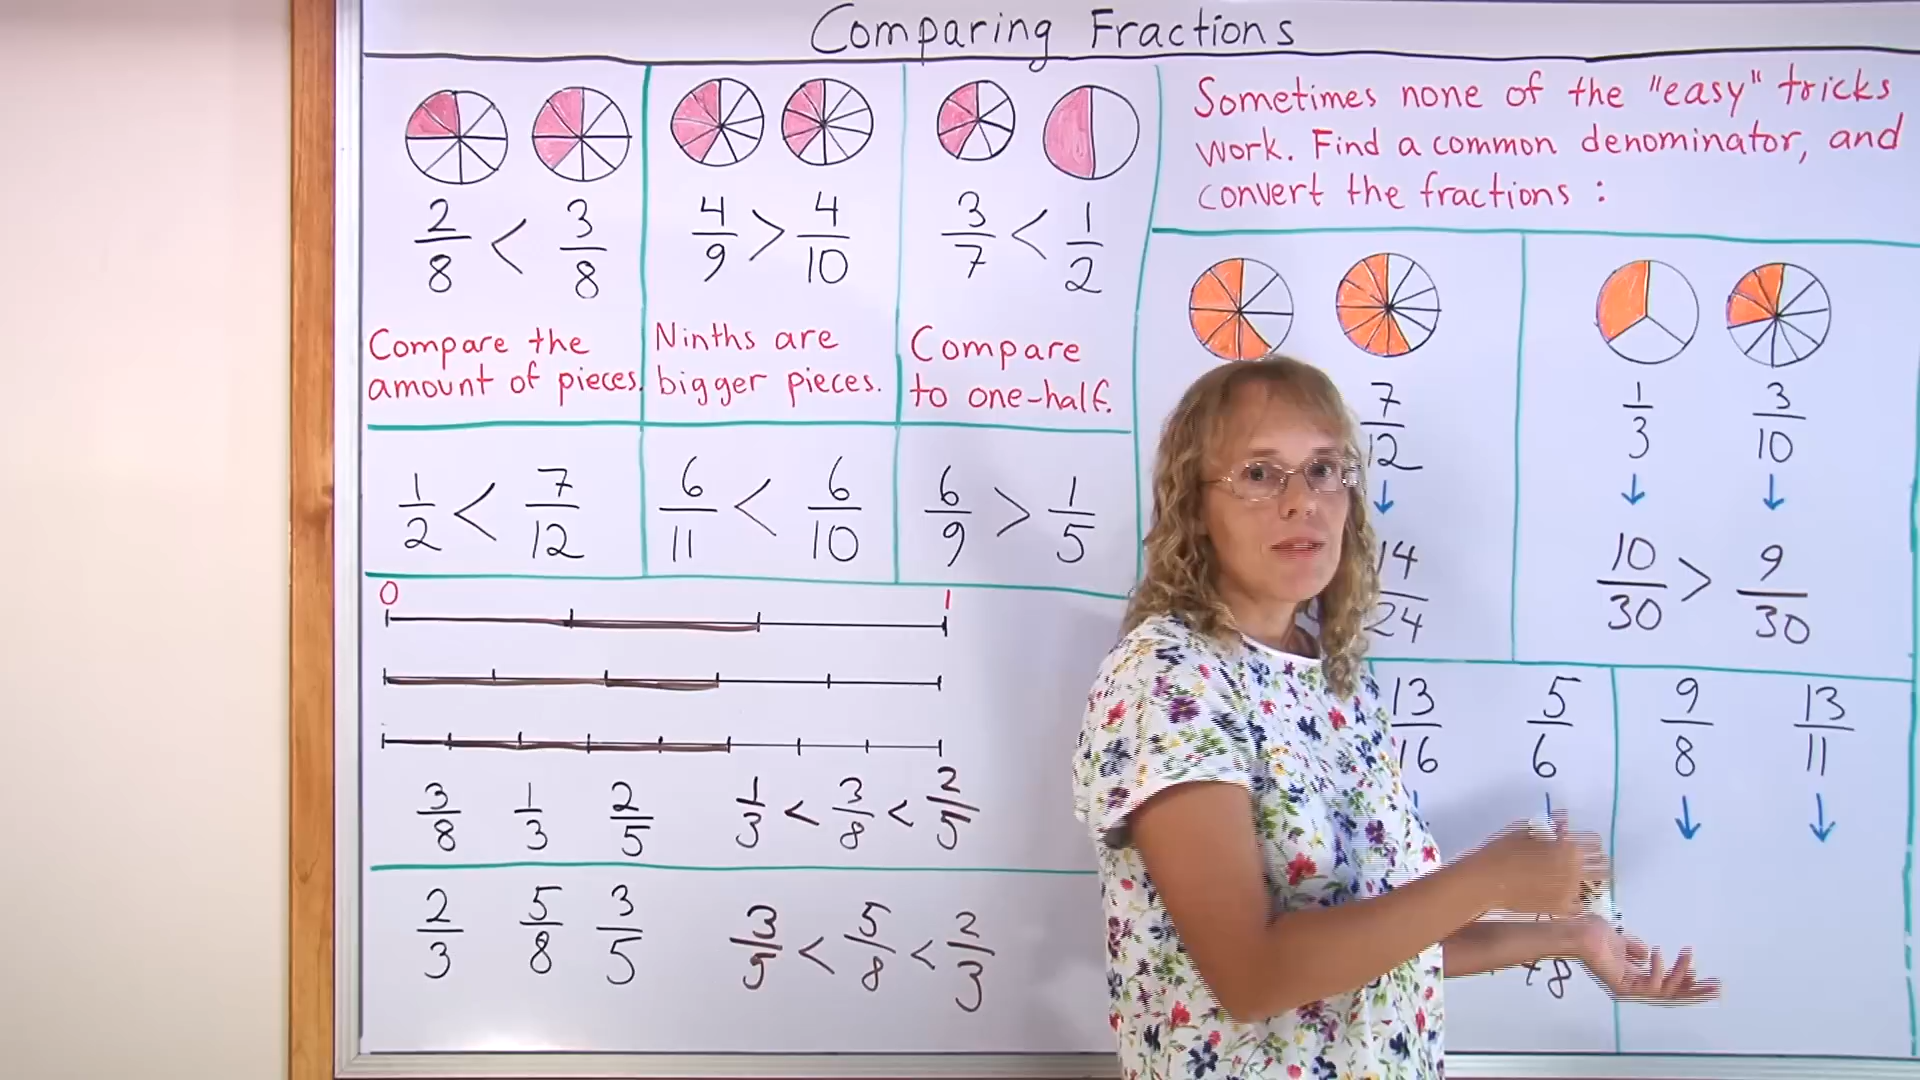 Comparing Fractions
2/8 < 3/8
Compare the
amount of pieces.
4/9 > 4/10
Ninths are
bigger pieces.
3/7 < 1/2
Compare
to one-half.
1/2 < 7/12
6/11 < 6/10
6/9 > 1/5
0 1
3/8 1/3 2/5 1/3 < 3/8 < 2/5
2/3 5/8 3/5 3/5 < 5/8 < 2/3
Sometimes none of the "easy" tricks
work. Find a common denominator, and
convert the fractions :
7/12
↓
14/24
1/3 3/10
↓ ↓
10/30 > 9/30
13/16 5/6
9/8 13/11
↓ ↓